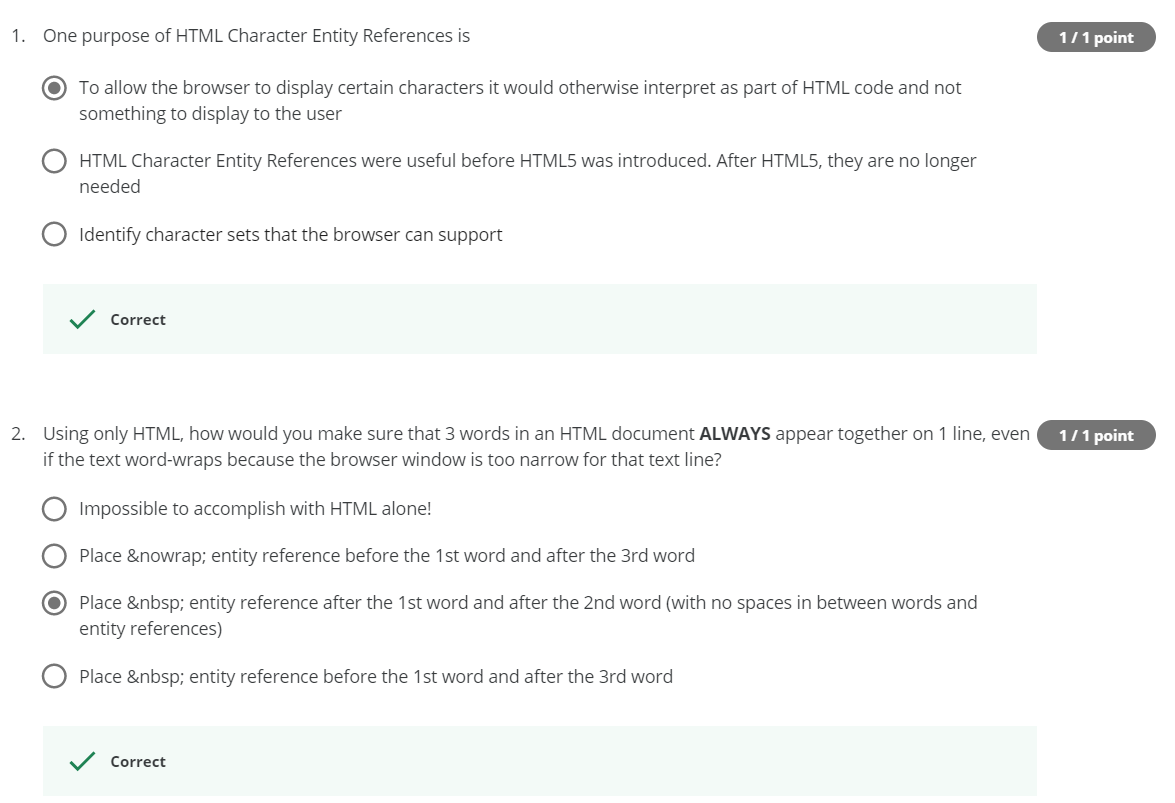 1. One purpose of HTML Character Entity References is
1 / 1 point
To allow the browser to display certain characters it would otherwise interpret as part of HTML code and not
something to display to the user
HTML Character Entity References were useful before HTML5 was introduced. After HTML5, they are no longer
needed
Identify character sets that the browser can support
Correct
2. Using only HTML, how would you make sure that 3 words in an HTML document ALWAYS appear together on 1 line, even
1 / 1 point
if the text word-wraps because the browser window is too narrow for that text line?
Impossible to accomplish with HTML alone!
Place &nowrap; entity reference before the 1st word and after the 3rd word
Place &nbsp; entity reference after the 1st word and after the 2nd word (with no spaces in between words and
entity references)
Place &nbsp; entity reference before the 1st word and after the 3rd word
Correct